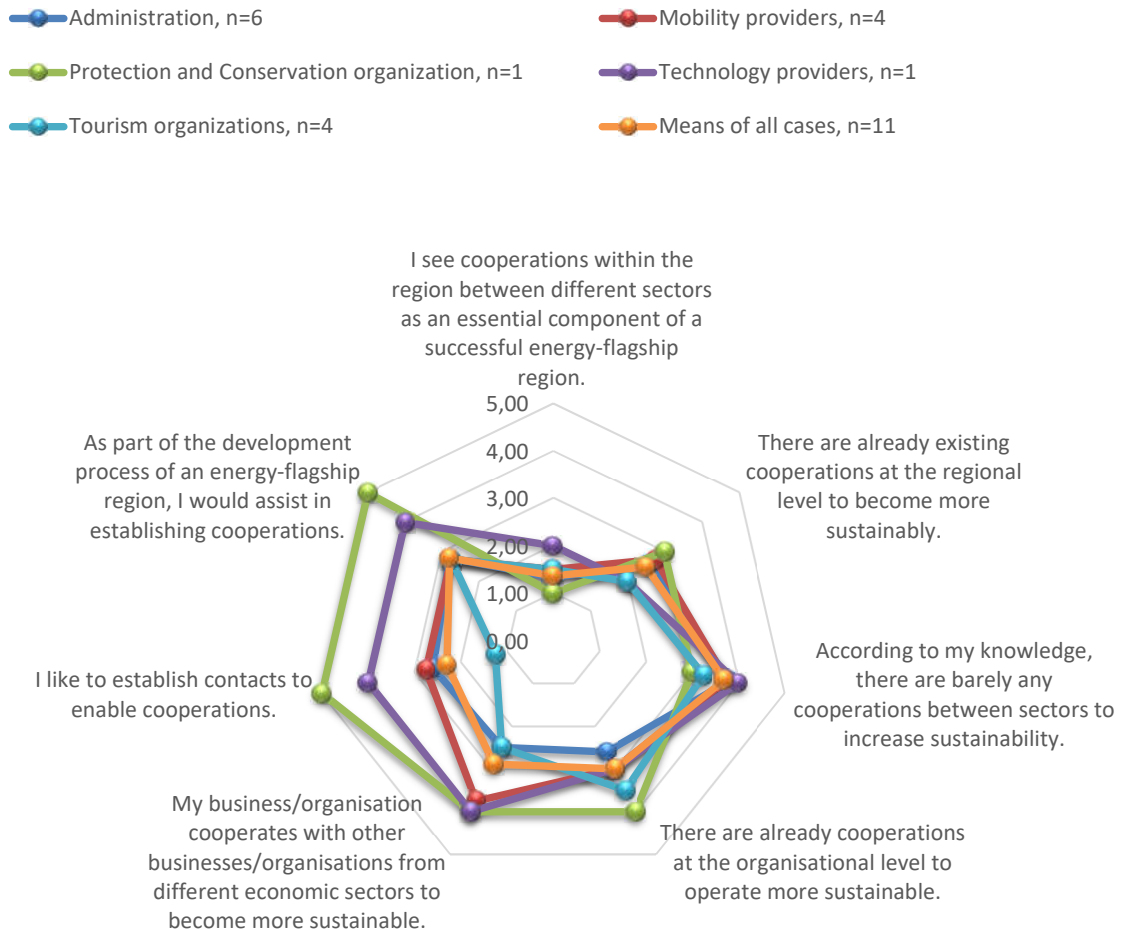 Administration, n=6
Mobility providers, n=4
Protection and Conservation organization, n=1
Technology providers, n=1
Tourism organizations, n=4
Means of all cases, n=11
I see cooperations within the
region between different sectors
as an essential component of a
successful energy-flagship
region.
5,00
4,00
3,00
2,00
1,00
0,00
There are already existing
cooperations at the regional
level to become more
sustainably.
According to my knowledge,
there are barely any
cooperations between sectors to
increase sustainability.
There are already cooperations
at the organisational level to
operate more sustainable.
My business/organisation
cooperates with other
businesses/organisations from
different economic sectors to
become more sustainable.
I like to establish contacts to
enable cooperations.
As part of the development
process of an energy-flagship
region, I would assist in
establishing cooperations.